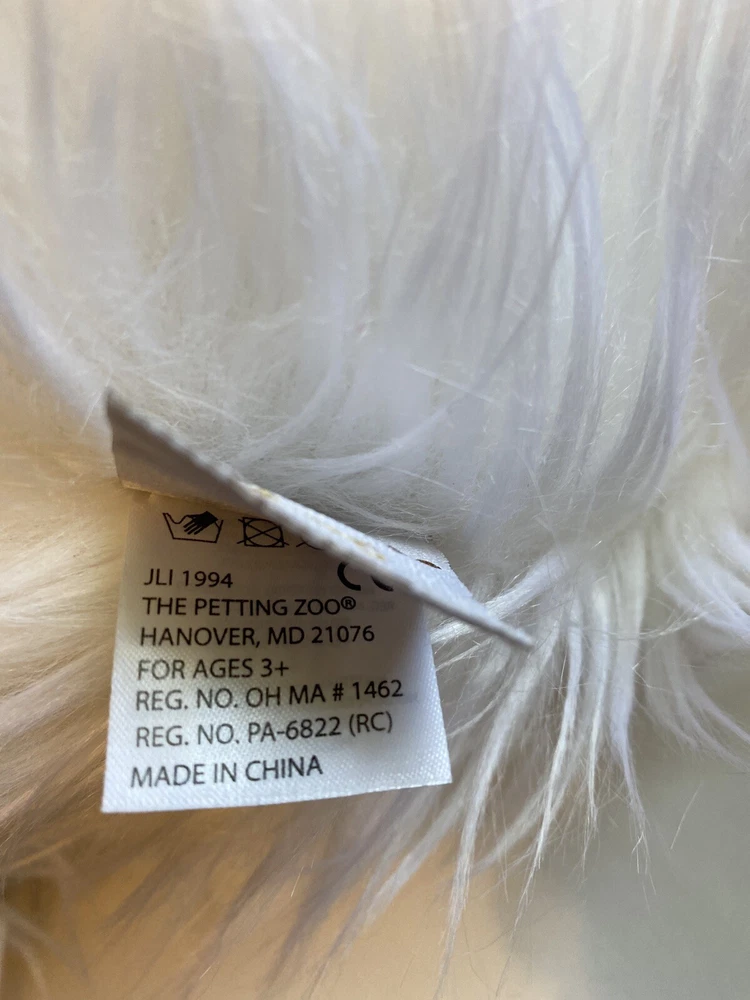 JLI 1994
THE PETTING ZOO®
HANOVER, MD 21076
FOR AGES 3+
REG. NO. OH MA # 1462
REG. NO. PA-6822 (RC)
MADE IN CHINA